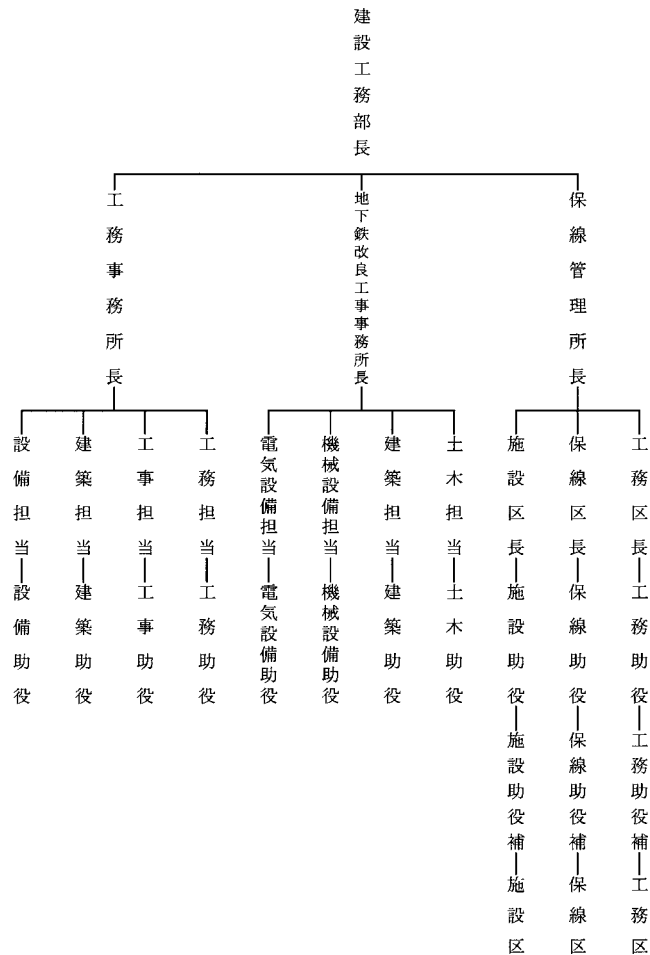 建設工務部長
保線管理所長
地下鉄改良工事事務所長
工務事務所長
工務区長
工務助役
工務助役補
工務区
保線区長
保線助役
保線助役補
保線区
施設区長
施設助役
施設助役補
施設区
土木担当
土木助役
建築担当
建築助役
機械設備担当
機械設備助役
電気設備担当
電気設備助役
工務担当
工務助役
工事担当
工事助役
建築担当
建築助役
設備担当
設備助役